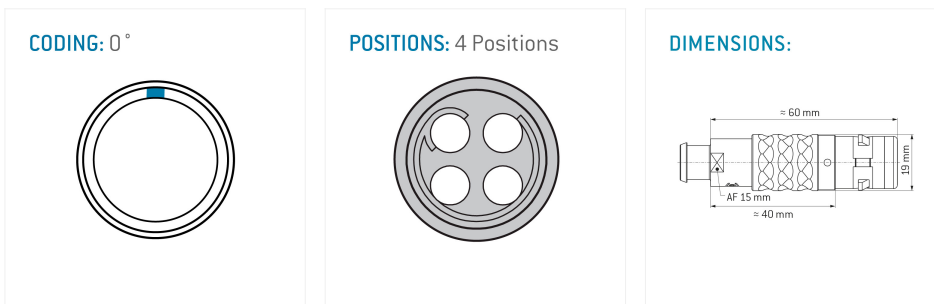 CODING: 0°
POSITIONS: 4 Positions
DIMENSIONS:
≈ 60 mm
19 mm
AF 15 mm
≈ 40 mm